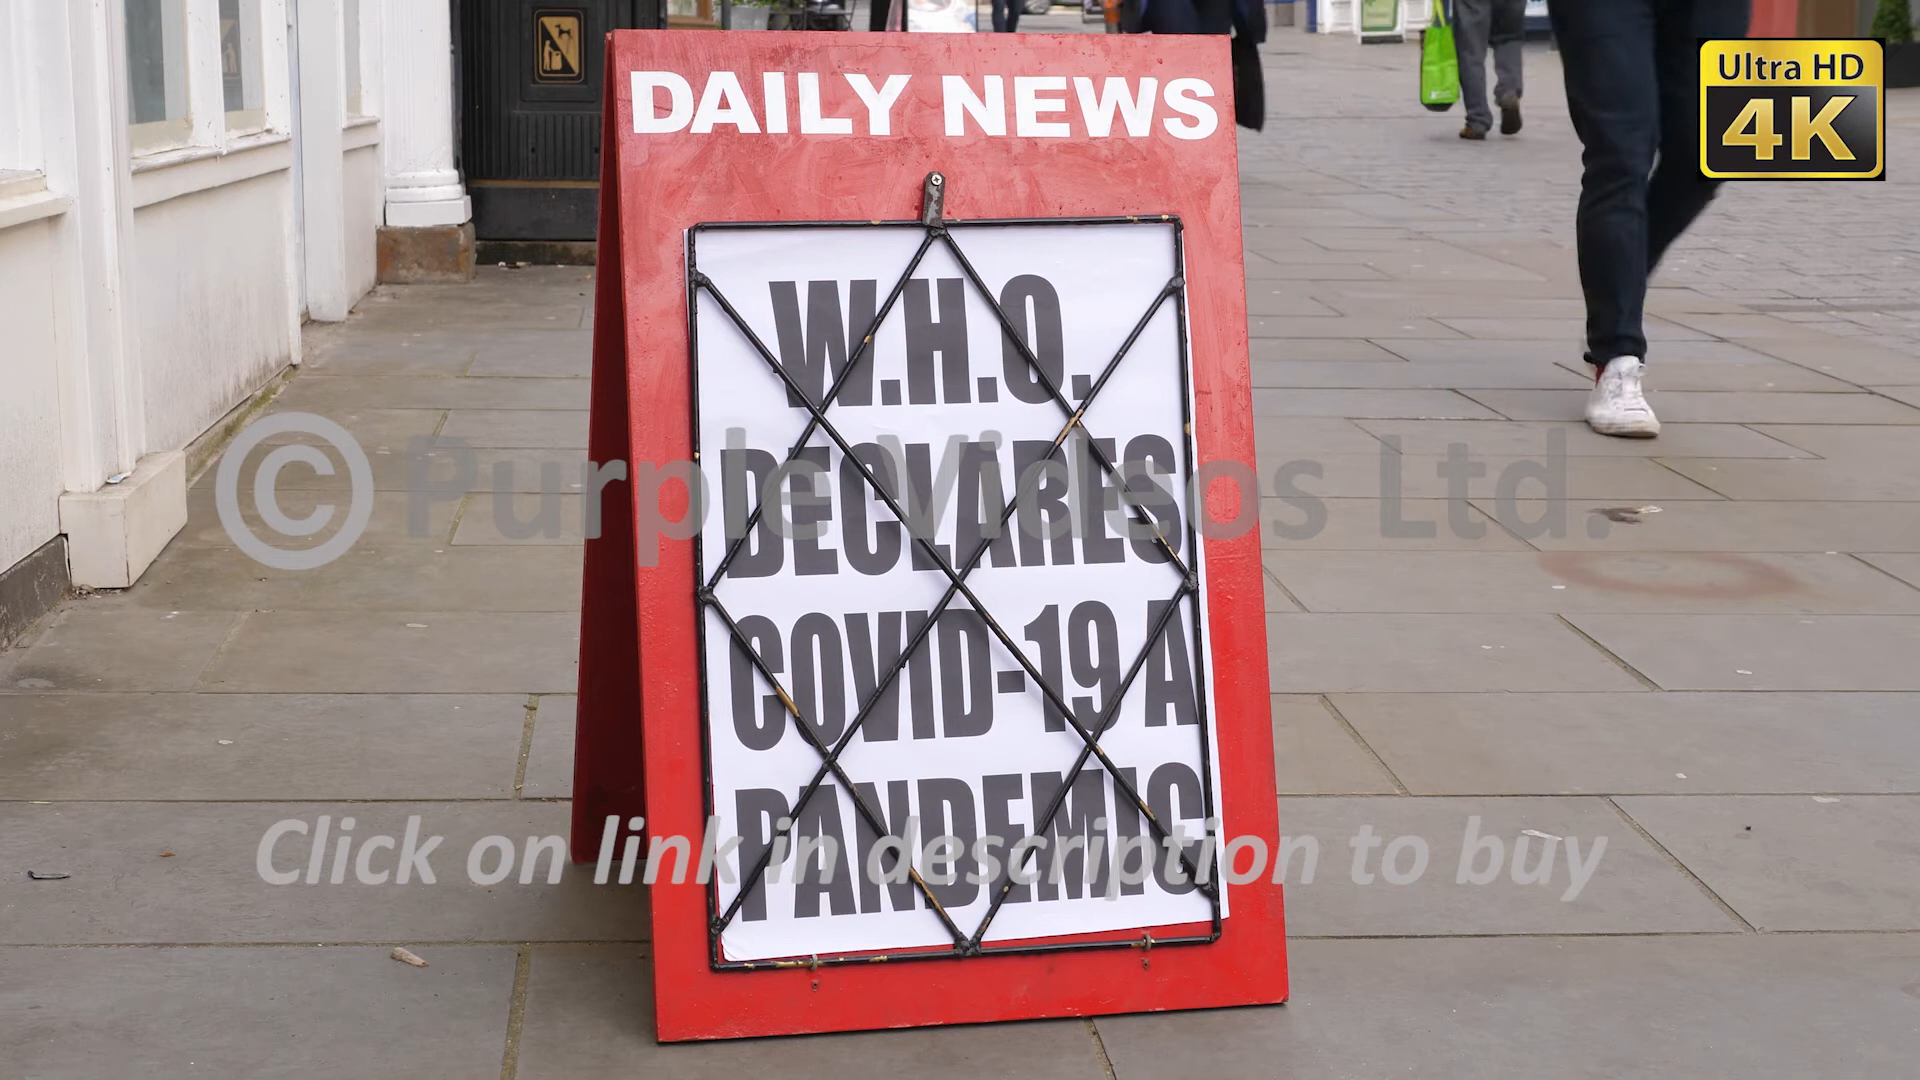 DAILY NEWS
Ultra HD
4K
W.H.O.
DECLARES
© Purple Videos Ltd.
COVID-19 A
PANDEMIC
Click on link in description to buy